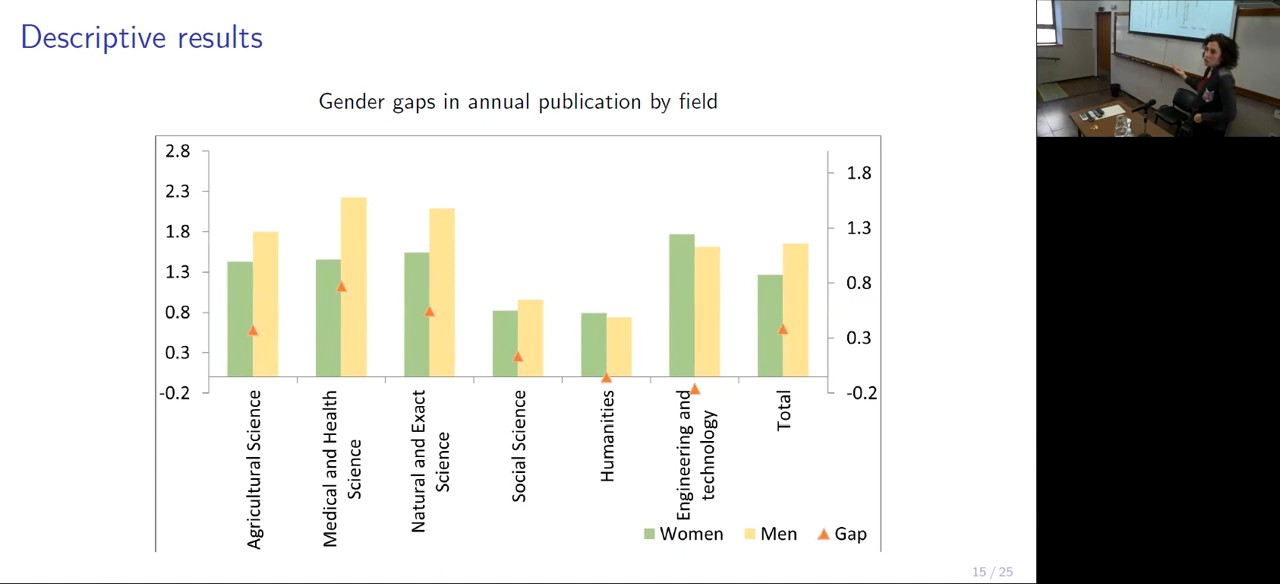 Descriptive results
Gender gaps in annual publication by field
2.8
2.3
1.8
1.3
0.8
0.3
-0.2
1.8
1.3
0.8
0.3
-0.2
Agricultural Science
Medical and Health
Science
Natural and Exact
Science
Social Science
Humanities
Engineering and
technology
Total
Women
Men
Gap
15 / 25